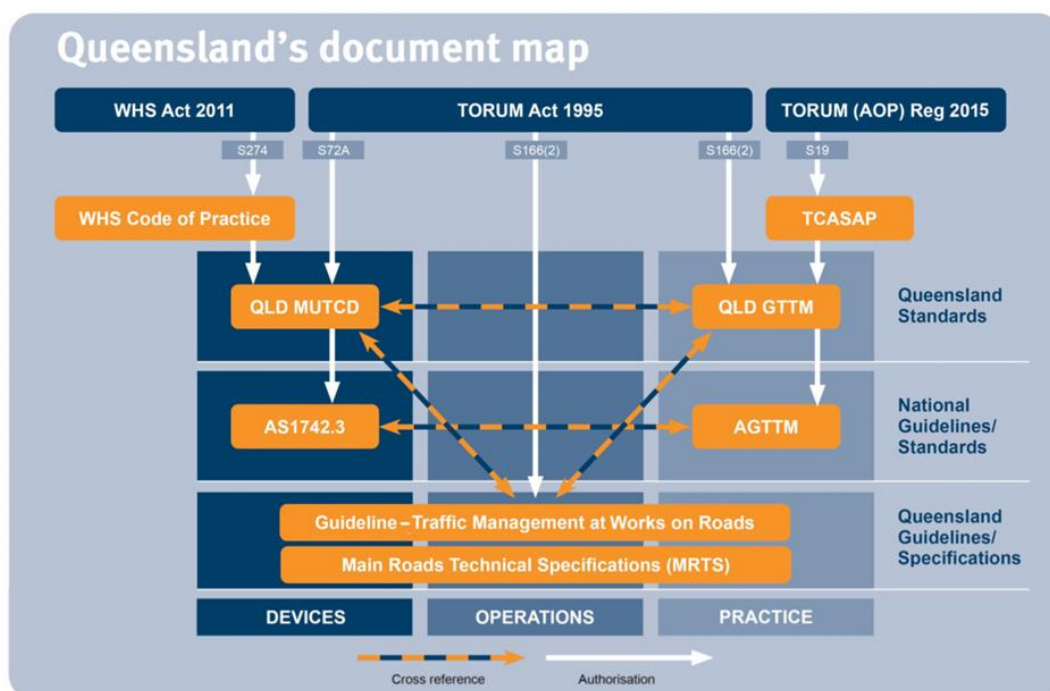 Queensland's document map
WHS Act 2011
TORUM Act 1995
TORUM (AOP) Reg 2015
S274
S72A
S166(2)
S166(2)
S19
WHS Code of Practice
TCASAP
QLD MUTCD
QLD GTTM
Queensland
Standards
AS1742.3
AGTTM
National
Guidelines/
Standards
Guideline – Traffic Management at Works on Roads
Main Roads Technical Specifications (MRTS)
Queensland
Guidelines/
Specifications
DEVICES
OPERATIONS
PRACTICE
Cross reference
Authorisation